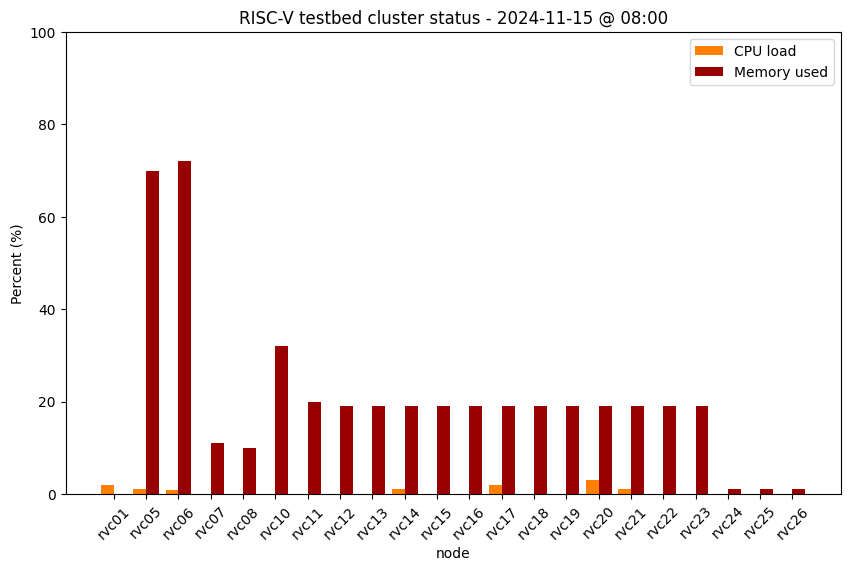 RISC-V testbed cluster status - 2024-11-15 @ 08:00
CPU load
Memory used
Percent (%)
100
80
60
40
20
0
rvc01 rvc05 rvc06 rvc07 rvc08 rvc10 rvc11 rvc12 rvc13 rvc14 rvc15 rvc16 rvc17 rvc18 rvc19 rvc20 rvc21 rvc22 rvc23 rvc24 rvc25 rvc26
node